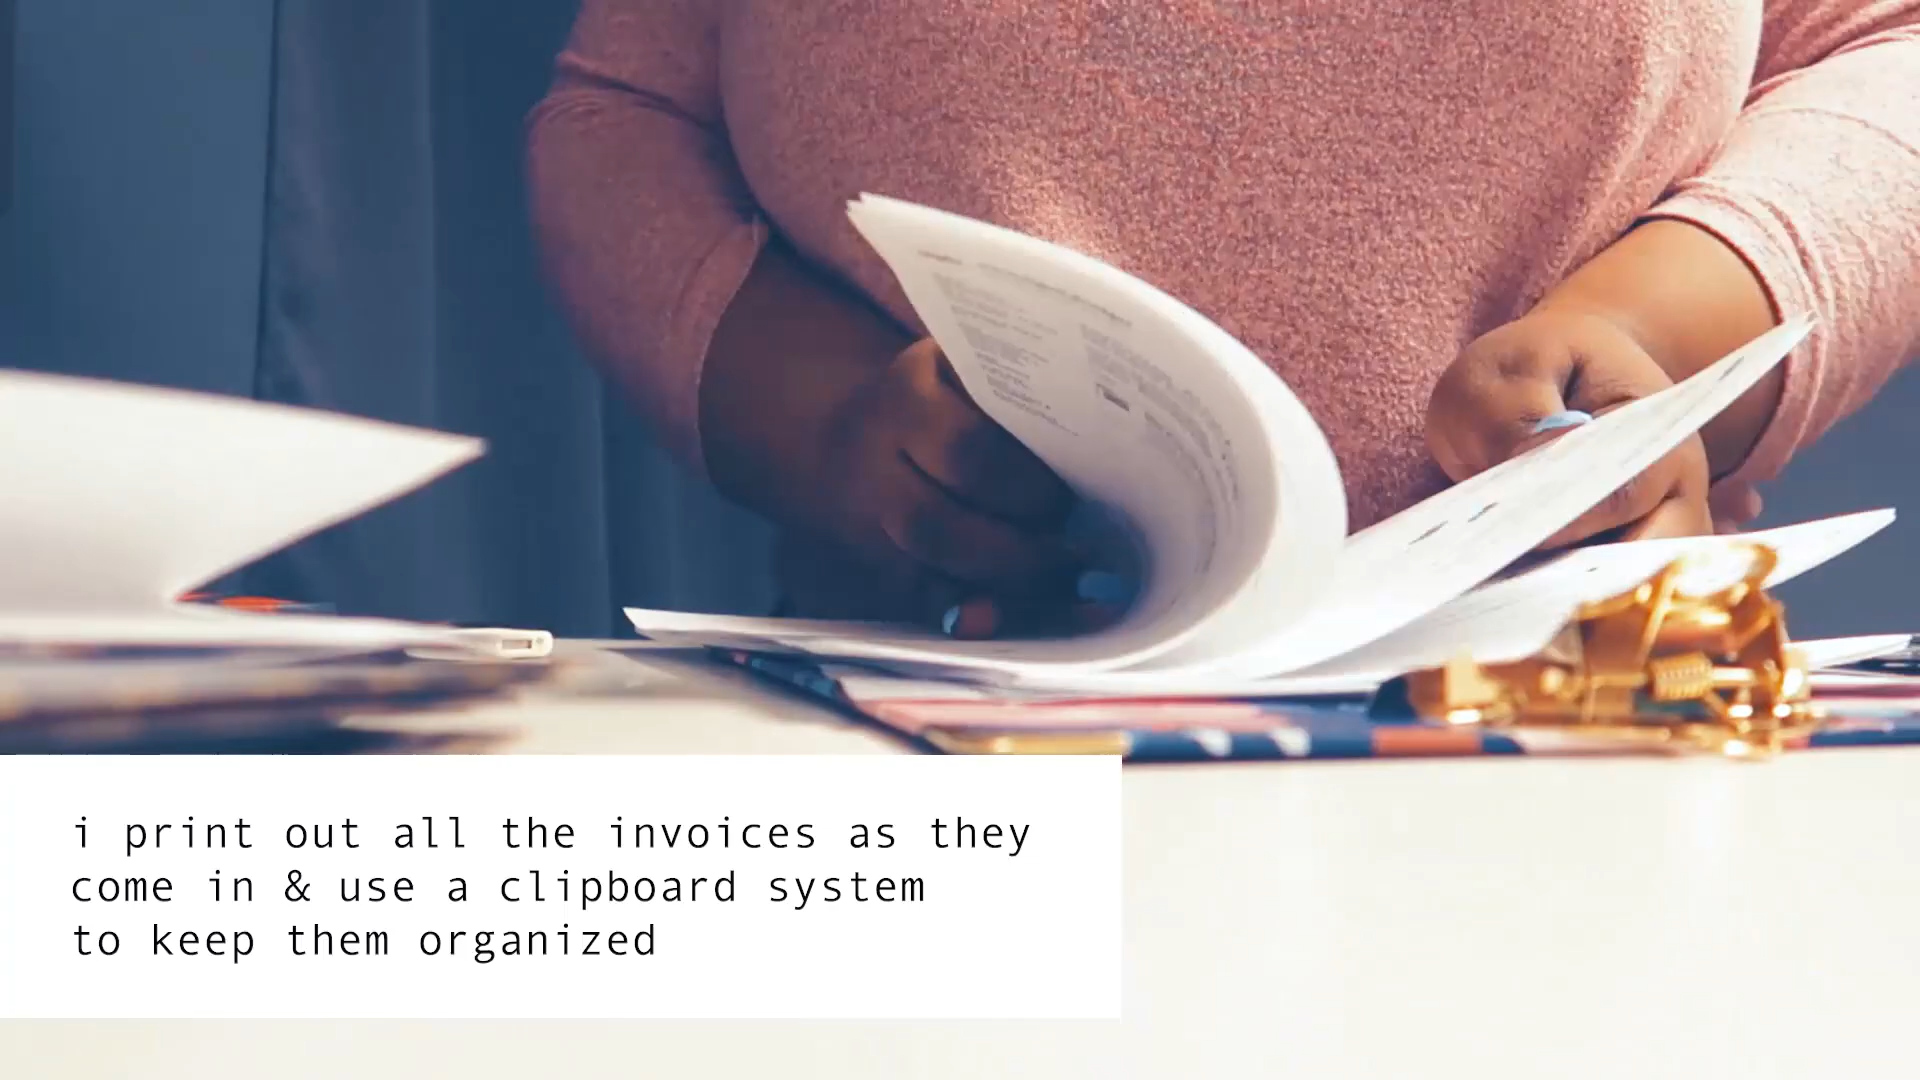 i print out all the invoices as they
come in & use a clipboard system
to keep them organized